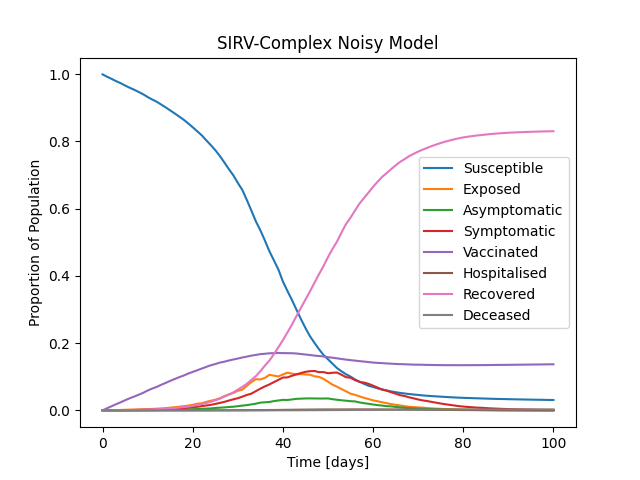 SIRV-Complex Noisy Model
Proportion of Population
1.0
0.8
0.6
0.4
0.2
0.0
Susceptible
Exposed
Asymptomatic
Symptomatic
Vaccinated
Hospitalised
Recovered
Deceased
0 20 40 60 80 100
Time [days]